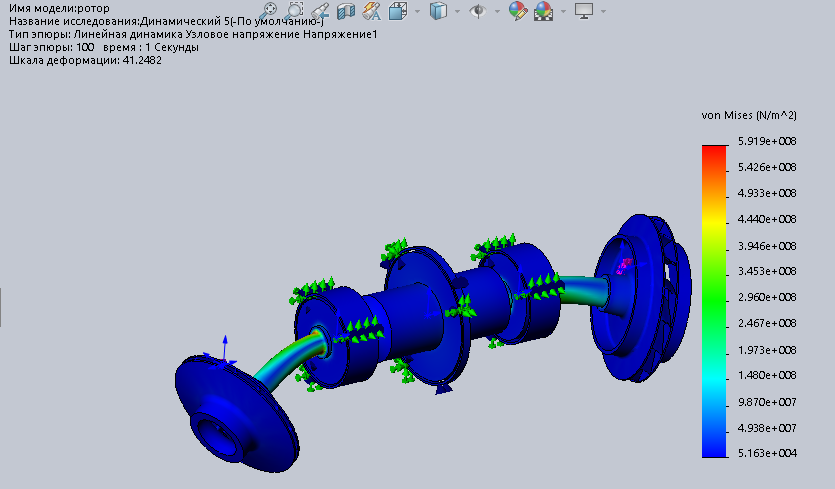 Имя модели:ротор
Название исследования:Динамический 5(-По умолчанию-)
Тип эпюры: Линейная динамика Узловое напряжение Напряжение1
Шаг эпюры: 100 время : 1 Секунды
Шкала деформации: 41.2482
von Mises (N/m^2)
5.919e+008
5.426e+008
4.933e+008
4.440e+008
3.946e+008
3.453e+008
2.960e+008
2.467e+008
1.973e+008
1.480e+008
9.870e+007
4.938e+007
5.163e+004